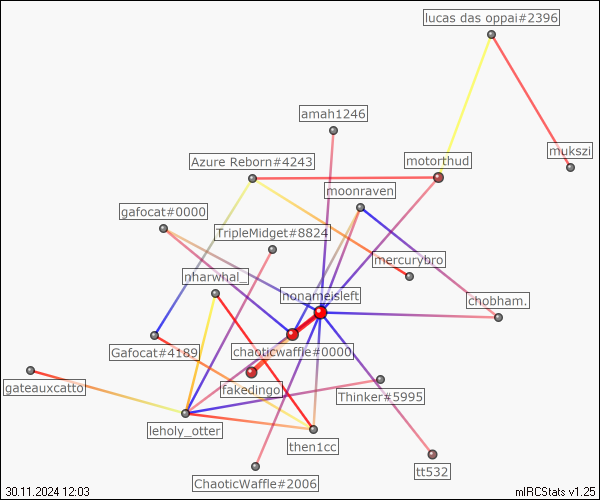 lucas das oppai#2396
amah1246
mukszi
Azure Reborn#4243
motorthud
moonraven
gafocat#0000
TripleMidget#8824
mercurybro
nharwhal_
nonameisleft
chobham.
Gafocat#4189
chaoticwaffle#0000
gateauxcatto
fakedingo
Thinker#5995
leholy_otter
then1cc
tt532
ChaoticWaffle#2006
30.11.2024 12:03
mIRCStats v1.25